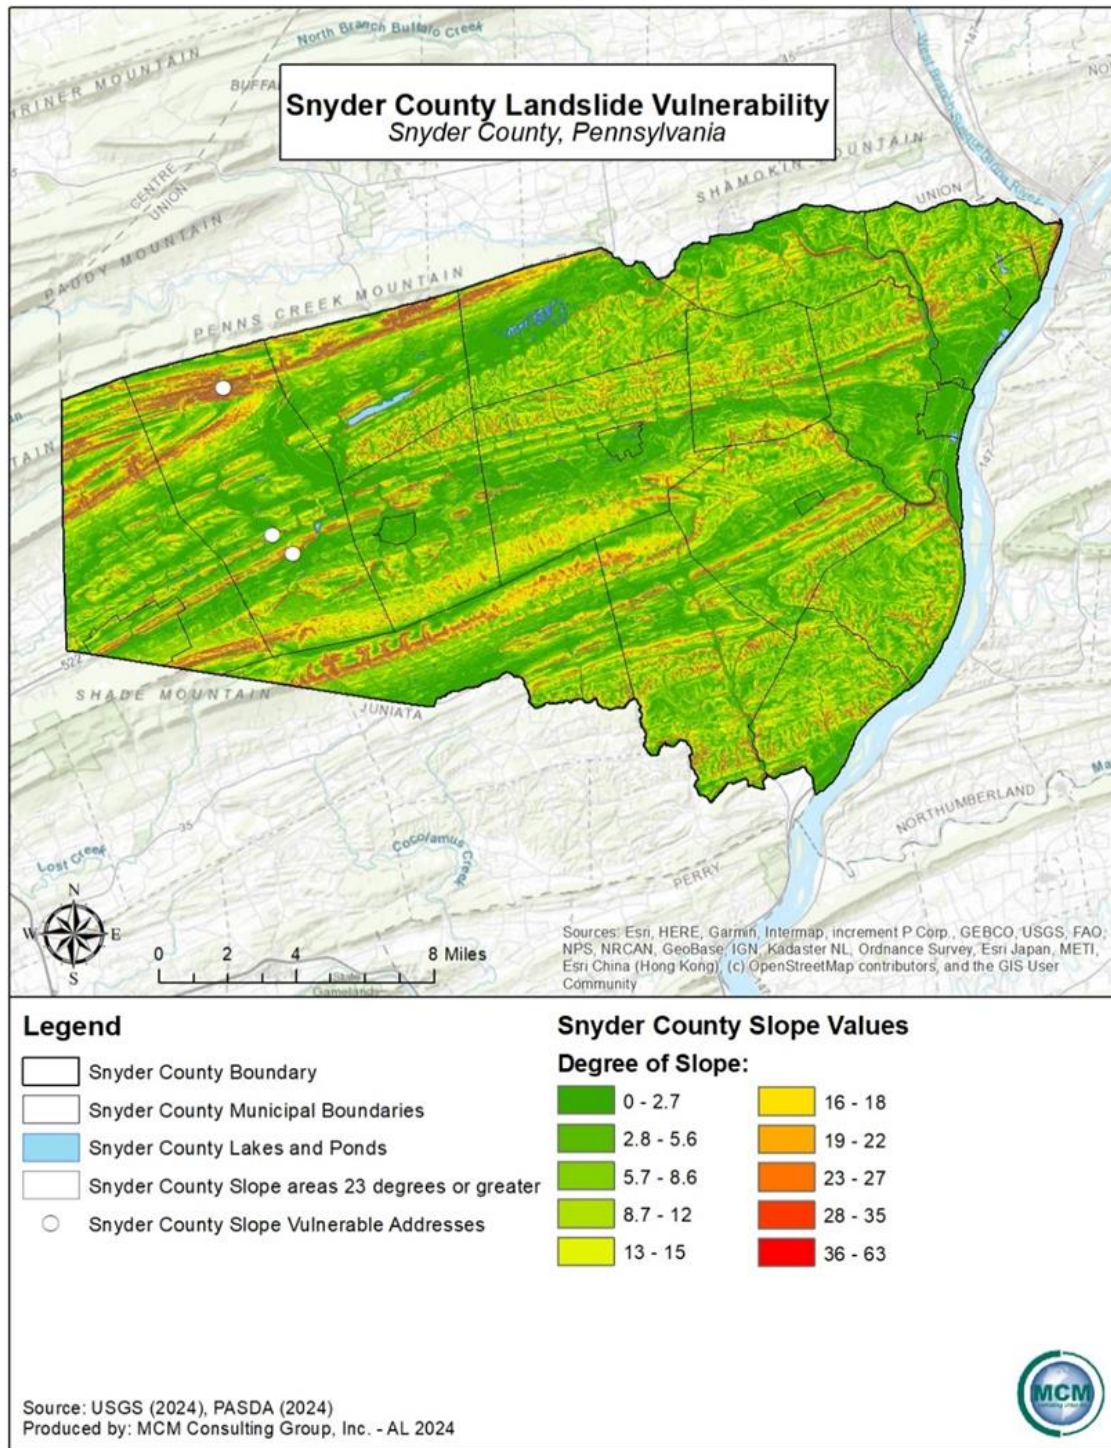 North Branch Buffalo Creek
West Branch Susquehanna River
147
45
MOUNTAIN
Snyder County Landslide Vulnerability
Snyder County, Pennsylvania
CENTRE
UNION
SHAMOKIN MOUNTAIN
UNION
PADDY MOUNTAIN
PENNS CREEK MOUNTAIN
147
522
SHADE MOUNTAIN
JUNIATA
35
Lost Creek
Cocolamus Creek
NORTHUMBERLAND
PERRY
N
W E
S
0 2 4 8 Miles
State
Gamelands
147
Sources: Esri, HERE, Garmin, Intermap, increment P Corp., GEBCO, USGS, FAO,
NPS, NRCAN, GeoBase, IGN, Kadaster NL, Ordnance Survey, Esri Japan, METI,
Esri China (Hong Kong), (c) OpenStreetMap contributors, and the GIS User
Community
Legend
Snyder County Boundary
Snyder County Municipal Boundaries
Snyder County Lakes and Ponds
Snyder County Slope areas 23 degrees or greater
Snyder County Slope Vulnerable Addresses
Snyder County Slope Values
Degree of Slope:
0 - 2.7
2.8 - 5.6
5.7 - 8.6
8.7 - 12
13 - 15
16 - 18
19 - 22
23 - 27
28 - 35
36 - 63
Source: USGS (2024), PASDA (2024)
Produced by: MCM Consulting Group, Inc. - AL 2024
MCM